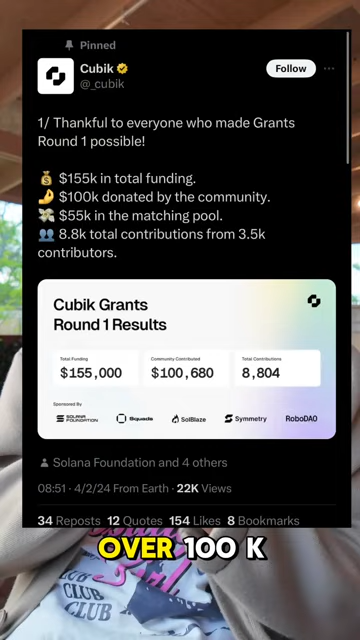 Pinned
Cubik
@_cubik
Follow
1/ Thankful to everyone who made Grants
Round 1 possible!
💰 $155k in total funding.
🤌 $100k donated by the community.
💸 $55k in the matching pool.
👥 8.8k total contributions from 3.5k
contributors.
Cubik Grants
Round 1 Results
Total Funding
$155,000
Community Contributed
$100,680
Total Contributions
8,804
Sponsored By
SOLANA FOUNDATION
Squads
SolBlaze
Symmetry
RoboDAO
Solana Foundation and 4 others
08:51 · 4/2/24 From Earth · 22K Views
34 Reposts 12 Quotes 154 Likes 8 Bookmarks
OVER 100 K
CLUB
CLUB
CLUB